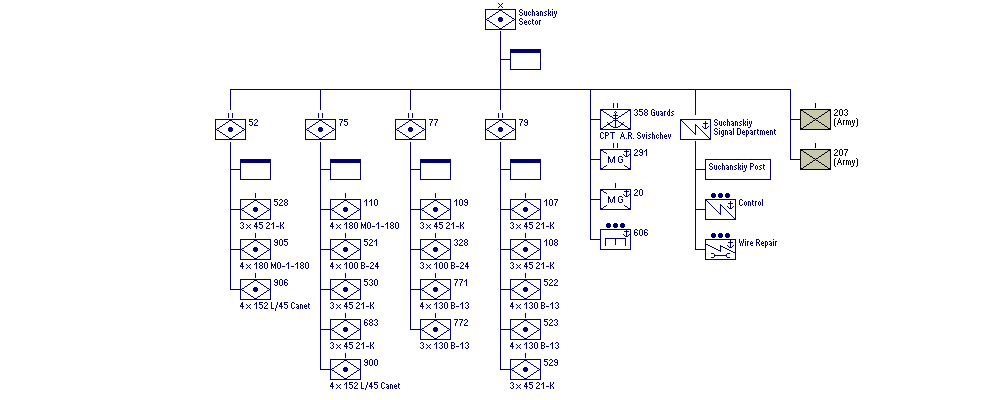 Suchanskiy
Sector
52
528
3 x 45 21-K
905
4 x 180 MO-1-180
906
4 x 152 L/45 Canet
75
110
4 x 180 MO-1-180
521
4 x 100 B-24
530
3 x 45 21-K
683
3 x 45 21-K
900
4 x 152 L/45 Canet
77
109
3 x 45 21-K
328
3 x 100 B-24
771
4 x 130 B-13
772
3 x 130 B-13
79
107
3 x 45 21-K
108
3 x 45 21-K
522
4 x 130 B-13
523
4 x 130 B-13
529
3 x 45 21-K
358 Guards
CPT A.R. Svishchev
MG
291
MG
20
606
Suchanskiy
Signal Department
Suchanskiy Post
Control
Wire Repair
203
(Army)
207
(Army)